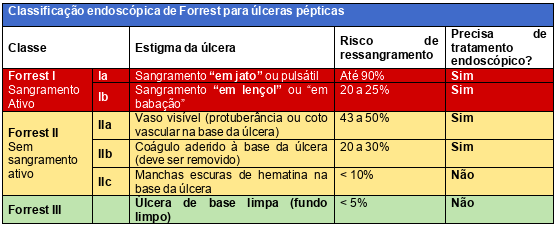 Classificação endoscópica de Forrest para úlceras pépticas
Classe
Estigma da úlcera
Risco de
ressangramento
Precisa de
tratamento
endoscópico?
Forrest I
Sangramento
Ativo
Ia
Sangramento “em jato” ou pulsátil
Até 90%
Sim
Ib
Sangramento “em lençol” ou “em
babação”
20 a 25%
Sim
Forrest II
Sem
sangramento
ativo
IIa
Vaso visível (protuberância ou coto
vascular na base da úlcera)
43 a 50%
Sim
IIb
Coágulo aderido à base da úlcera
(deve ser removido)
20 a 30%
Sim
IIc
Manchas escuras de hematina na
base da úlcera
< 10%
Não
Forrest III
Úlcera de base limpa (fundo
limpo)
< 5%
Não